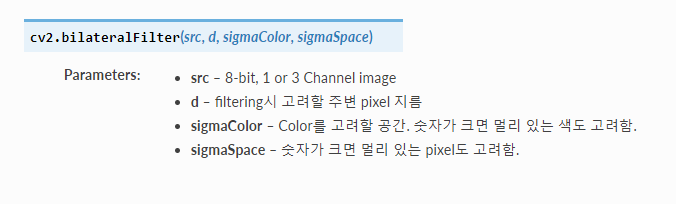 cv2.bilateralFilter(src, d, sigmaColor, sigmaSpace)
Parameters:
• src – 8-bit, 1 or 3 Channel image
• d – filtering시 고려할 주변 pixel 지름
• sigmaColor – Color를 고려할 공간. 숫자가 크면 멀리 있는 색도 고려함.
• sigmaSpace – 숫자가 크면 멀리 있는 pixel도 고려함.